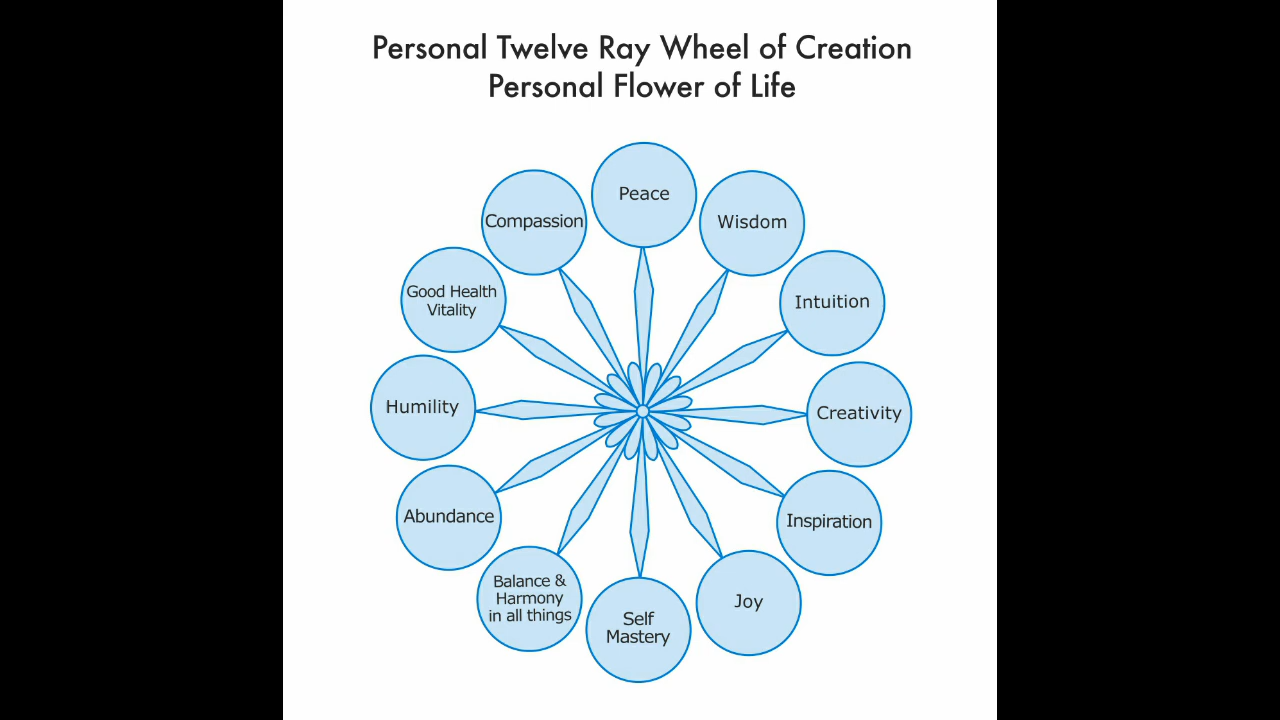 Personal Twelve Ray Wheel of Creation
Personal Flower of Life
Peace
Wisdom
Intuition
Creativity
Inspiration
Joy
Self
Mastery
Balance &
Harmony
in all things
Abundance
Humility
Good Health
Vitality
Compassion